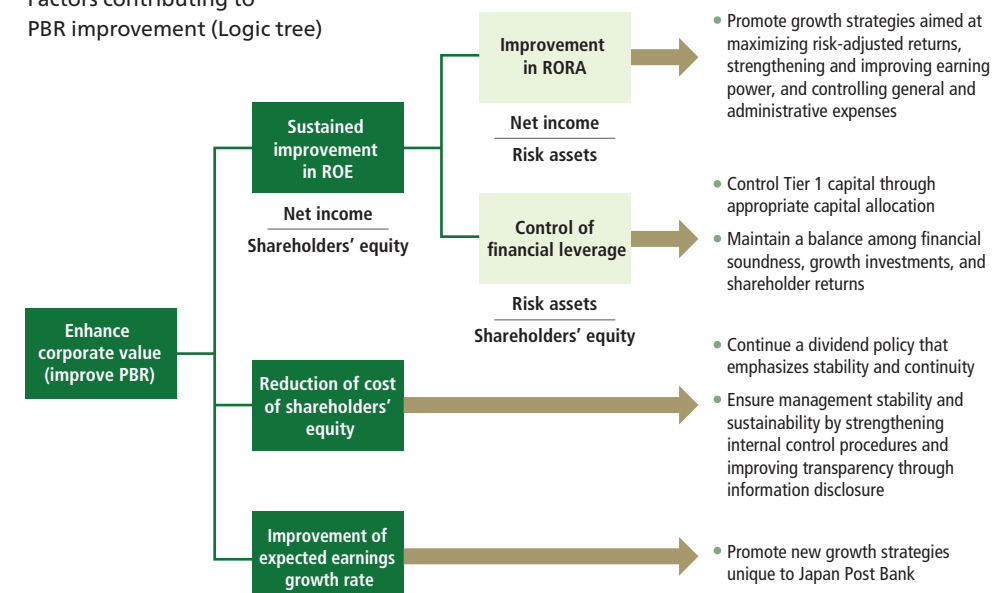 Factors contributing to
PBR improvement (Logic tree)
Enhance
corporate value
(improve PBR)
Sustained
improvement
in ROE
Net income
Shareholders' equity
Improvement
in RORA
Net income
Risk assets
• Promote growth strategies aimed at
maximizing risk-adjusted returns,
strengthening and improving earning
power, and controlling general and
administrative expenses
Control of
financial leverage
Risk assets
Shareholders' equity
• Control Tier 1 capital through
appropriate capital allocation
• Maintain a balance among financial
soundness, growth investments, and
shareholder returns
Reduction of cost
of shareholders'
equity
• Continue a dividend policy that
emphasizes stability and continuity
• Ensure management stability and
sustainability by strengthening
internal control procedures and
improving transparency through
information disclosure
Improvement of
expected earnings
growth rate
• Promote new growth strategies
unique to Japan Post Bank